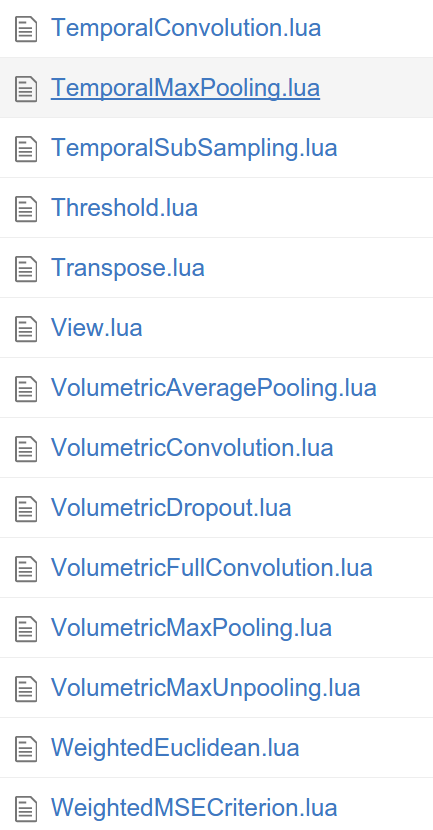 TemporalConvolution.lua
TemporalMaxPooling.lua
TemporalSubSampling.lua
Threshold.lua
Transpose.lua
View.lua
VolumetricAveragePooling.lua
VolumetricConvolution.lua
VolumetricDropout.lua
VolumetricFullConvolution.lua
VolumetricMaxPooling.lua
VolumetricMaxUnpooling.lua
WeightedEuclidean.lua
WeightedMSECriterion.lua